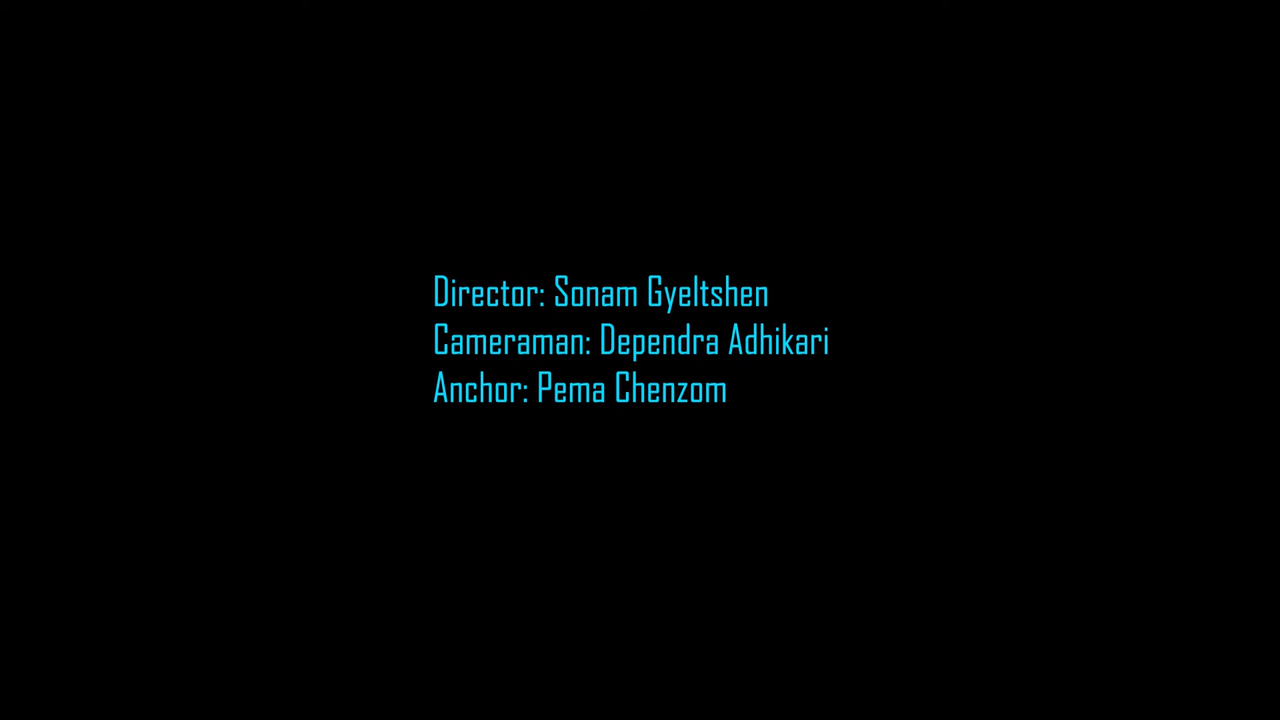 Director: Sonam Gyeltshen
Cameraman: Dependra Adhikari
Anchor: Pema Chenzom